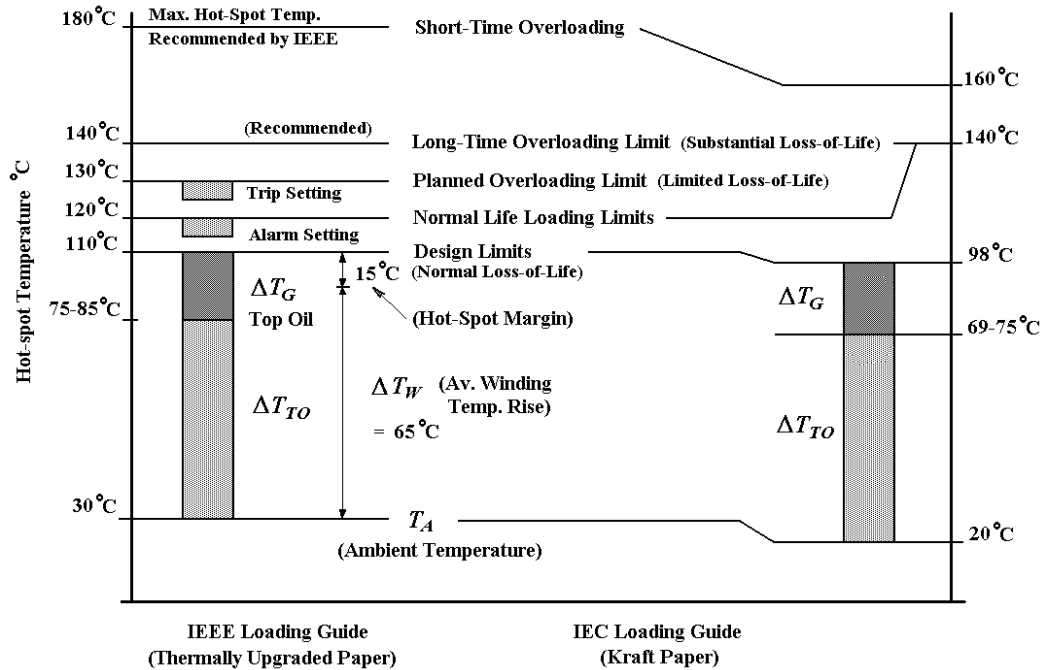 180°C
Max. Hot-Spot Temp.
Recommended by IEEE
Short-Time Overloading
160°C
140°C
(Recommended)
Long-Time Overloading Limit (Substantial Loss-of-Life)
140°C
130°C
Trip Setting
Planned Overloading Limit (Limited Loss-of-Life)
120°C
Normal Life Loading Limits
Alarm Setting
110°C
Design Limits
98°C
15°C
(Normal Loss-of-Life)
Hot-spot Temperature °C
ΔT_G
ΔT_G
75-85°C
Top Oil
(Hot-Spot Margin)
69-75°C
ΔT_W (Av. Winding
Temp. Rise)
ΔT_TO
= 65°C
ΔT_TO
30°C
T_A
20°C
(Ambient Temperature)
IEEE Loading Guide
(Thermally Upgraded Paper)
IEC Loading Guide
(Kraft Paper)